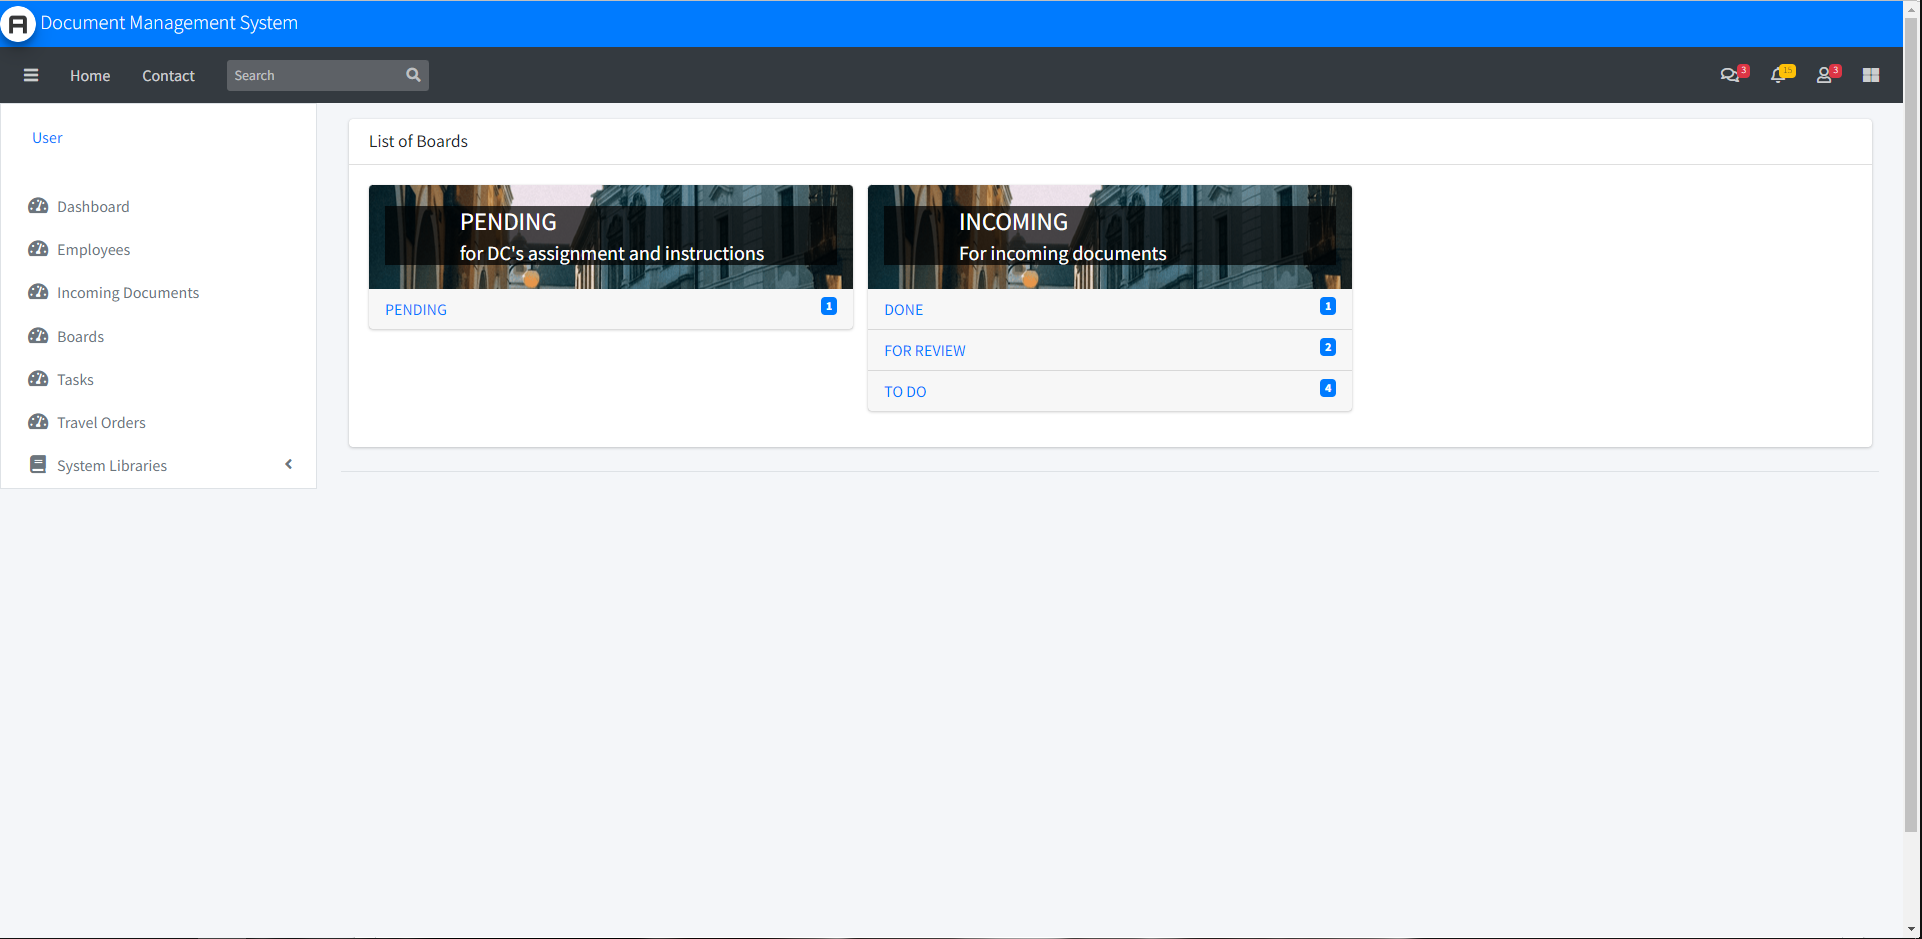 A Document Management System
Home Contact Search 3 15 3
User
Dashboard
Employees
Incoming Documents
Boards
Tasks
Travel Orders
System Libraries
List of Boards
PENDING
for DC's assignment and instructions
PENDING 1
INCOMING
For incoming documents
DONE 1
FOR REVIEW 2
TO DO 4